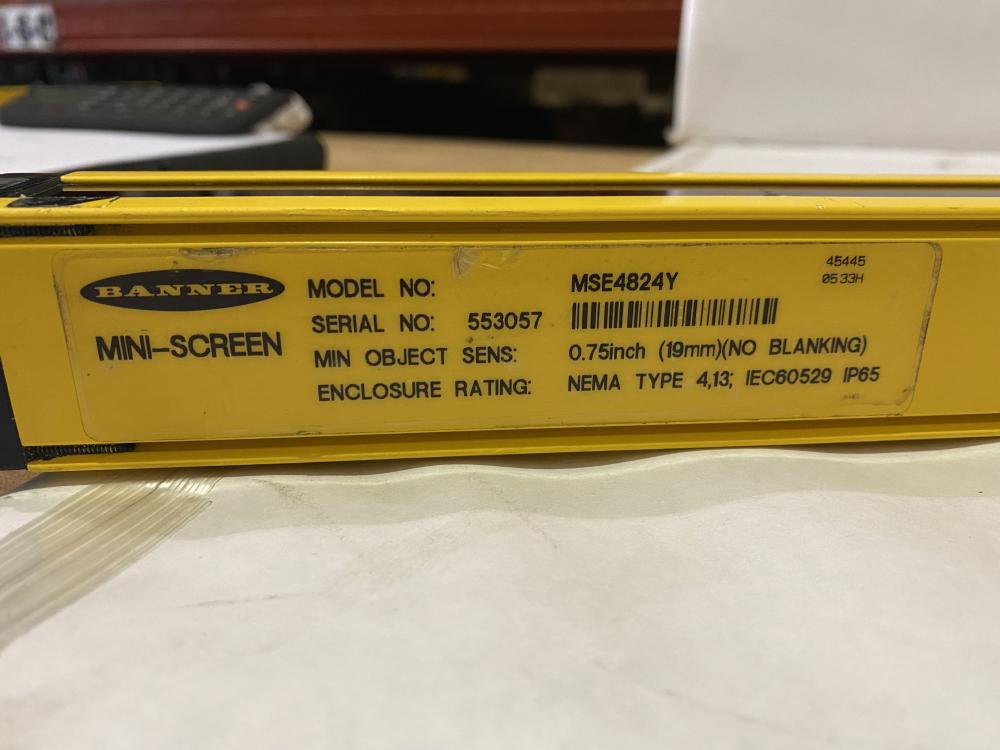 BANNER
MINI-SCREEN
MODEL NO: MSE4824Y
SERIAL NO: 553057
MIN OBJECT SENS: 0.75inch (19mm)(NO BLANKING)
ENCLOSURE RATING: NEMA TYPE 4,13; IEC60529 IP65
45445
0533H